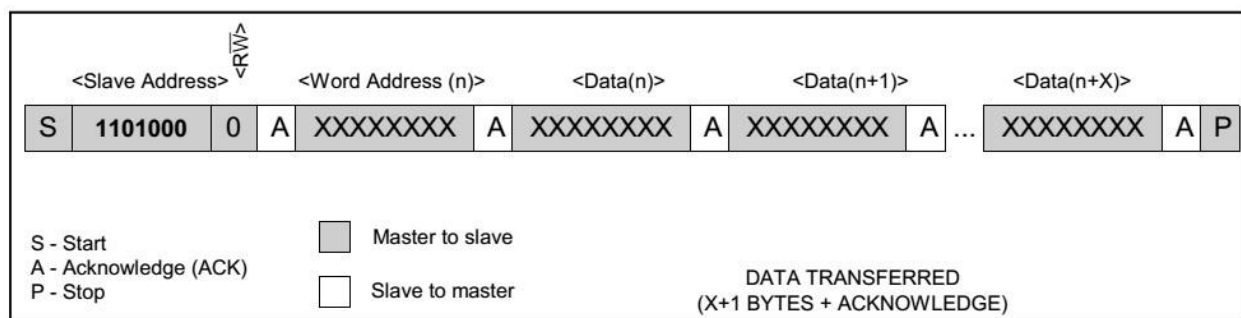 <RW>
<Slave Address> <Word Address (n)> <Data(n)> <Data(n+1)> <Data(n+X)>
S 1101000 0 A XXXXXXXX A XXXXXXXX A XXXXXXXX A ... XXXXXXXX A P
S - Start
A - Acknowledge (ACK)
P - Stop
Master to slave
Slave to master
DATA TRANSFERRED
(X+1 BYTES + ACKNOWLEDGE)